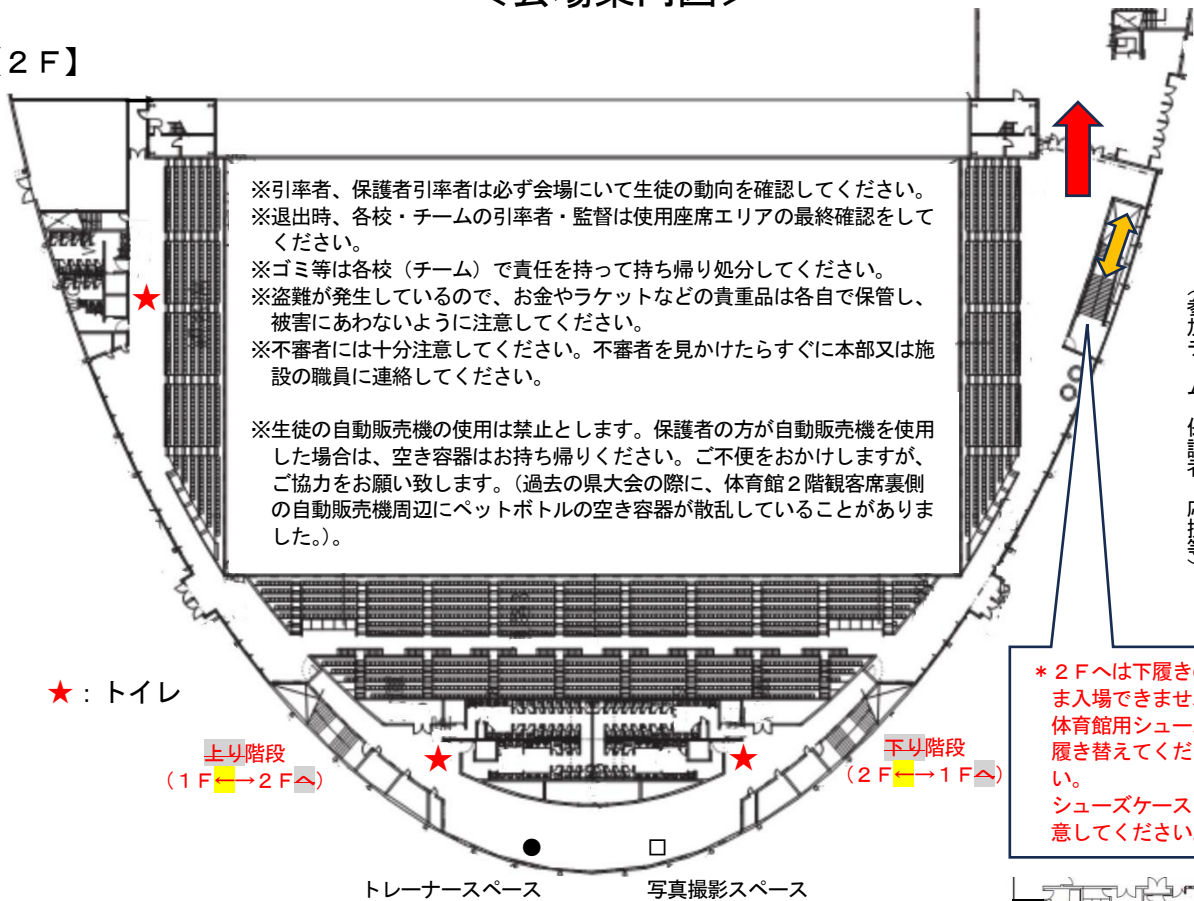 ＜会場案内図＞
２Ｆ】
※引率者、保護者引率者は必ず会場にいて生徒の動向を確認してください。
※退出時、各校・チームの引率者・監督は使用座席エリアの最終確認をして
ください。
※ゴミ等は各校（チーム）で責任を持って持ち帰り処分してください。
※盗難が発生しているので、お金やラケットなどの貴重品は各自で保管し、
被害にあわないように注意してください。
※不審者には十分注意してください。不審者を見かけたらすぐに本部又は施
設の職員に連絡してください。
※生徒の自動販売機の使用は禁止とします。保護者の方が自動販売機を使用
した場合は、空き容器はお持ち帰りください。ご不便をおかけしますが、
ご協力をお願い致します。（過去の県大会の際に、体育館２階観客席裏側
の自動販売機周辺にペットボトルの空き容器が散乱していることがありま
した。）。
★：トイレ
上り階段
（１Ｆ←→２Ｆへ）
下り階段
（２Ｆ←→１Ｆへ）
＊２Ｆへは下履き
ま入場できませ
体育館用シュー
履き替えてくだ
い。
シューズケース
意してください
● □
トレーナースペース 写真撮影スペース